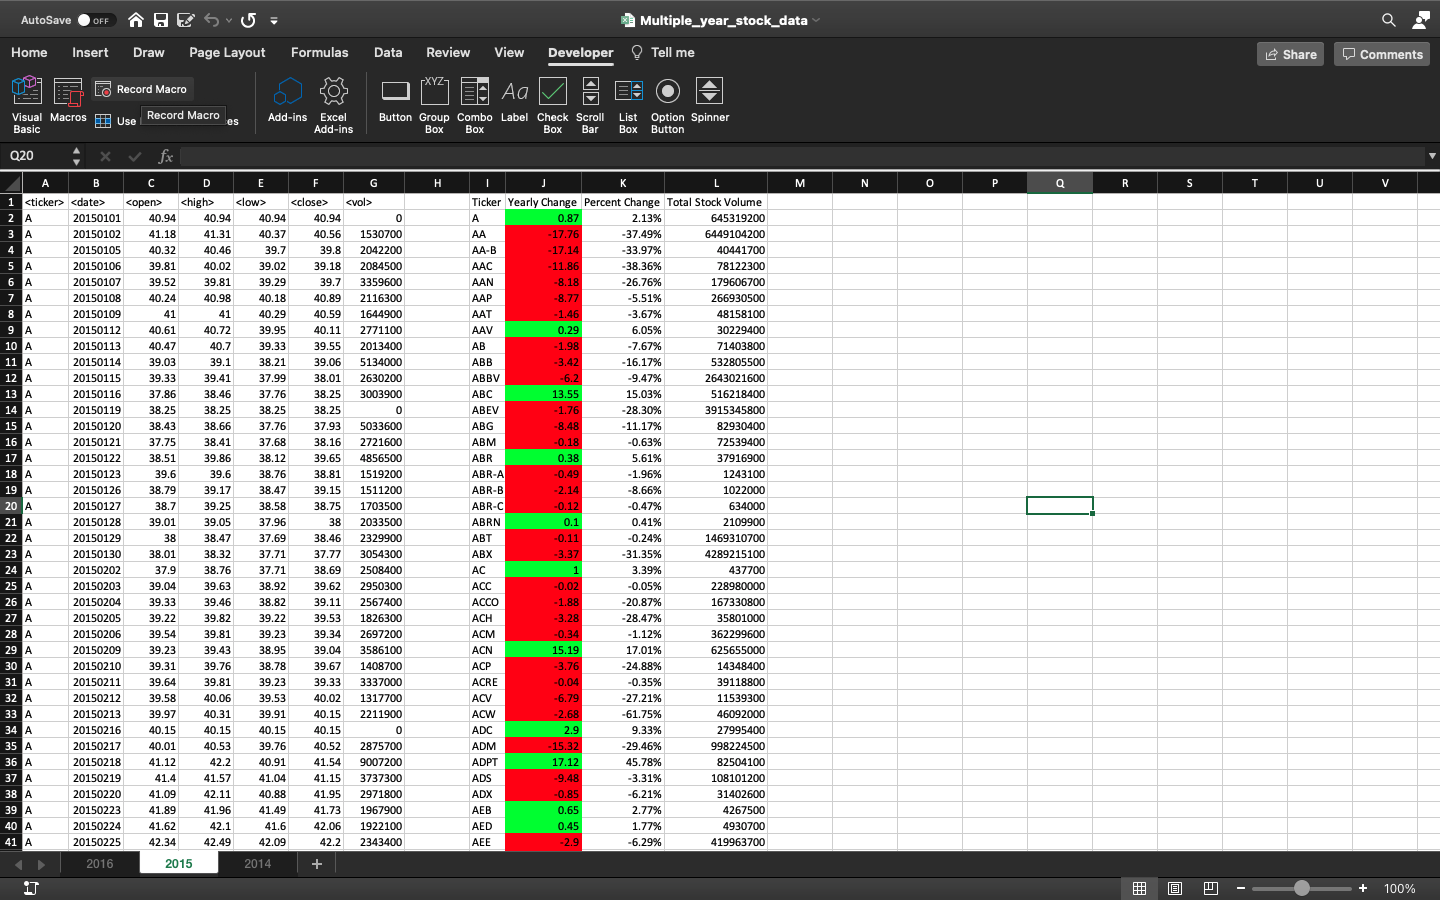 AutoSave OFF Multiple_year_stock_data
Home Insert Draw Page Layout Formulas Data Review View Developer Tell me Share Comments
Visual Basic Macros Record Macro Use Record Macro es Add-ins Excel Add-ins Button Group Box Combo Box Label Check Box Scroll Bar List Box Option Button Spinner
XYZ Aa
Q20 fx
A B C D E F G H I J K L M N O P Q R S T U V
1 <ticker> <date> <open> <high> <low> <close> <vol> Ticker Yearly Change Percent Change Total Stock Volume
2 A 20150101 40.94 40.94 40.94 40.94 0 A 0.87 2.13% 645319200
3 A 20150102 41.18 41.31 40.37 40.56 1530700 AA -17.76 -37.49% 6449104200
4 A 20150105 40.32 40.46 39.7 39.8 2042200 AA-B -17.14 -33.97% 40441700
5 A 20150106 39.81 40.02 39.02 39.18 2084500 AAC -11.86 -38.36% 78122300
6 A 20150107 39.52 39.81 39.29 39.7 3359600 AAN -8.18 -26.76% 179606700
7 A 20150108 40.24 40.98 40.18 40.89 2116300 AAP -8.77 -5.51% 266930500
8 A 20150109 41 41 40.29 40.59 1644900 AAT -1.46 -3.67% 48158100
9 A 20150112 40.61 40.72 39.95 40.11 2771100 AAV 0.29 6.05% 30229400
10 A 20150113 40.47 40.7 39.33 39.55 2013400 AB -1.98 -7.67% 71403800
11 A 20150114 39.03 39.1 38.21 39.06 5134000 ABB -3.42 -16.17% 532805500
12 A 20150115 39.33 39.41 37.99 38.01 2630200 ABBV -6.2 -9.47% 2643021600
13 A 20150116 37.86 38.46 37.76 38.25 3003900 ABC 13.55 15.03% 516218400
14 A 20150119 38.25 38.25 38.25 38.25 0 ABEV -1.76 -28.30% 3915345800
15 A 20150120 38.43 38.66 37.76 37.93 5033600 ABG -8.48 -11.17% 82930400
16 A 20150121 37.75 38.41 37.68 38.16 2721600 ABM -0.18 -0.63% 72539400
17 A 20150122 38.51 39.86 38.12 39.65 4856500 ABR 0.38 5.61% 37916900
18 A 20150123 39.6 39.6 38.76 38.81 1519200 ABR-A -0.49 -1.96% 1243100
19 A 20150126 38.79 39.17 38.47 39.15 1511200 ABR-B -2.14 -8.66% 1022000
20 A 20150127 38.7 39.25 38.58 38.75 1703500 ABR-C -0.12 -0.47% 634000
21 A 20150128 39.01 39.05 37.96 38 2033500 ABRN 0.1 0.41% 2109900
22 A 20150129 38 38.47 37.69 38.46 2329900 ABT -0.11 -0.24% 1469310700
23 A 20150130 38.01 38.32 37.71 37.77 3054300 ABX -3.37 -31.35% 4289215100
24 A 20150202 37.9 38.76 37.71 38.69 2508400 AC 1 3.39% 437700
25 A 20150203 39.04 39.63 38.92 39.62 2950300 ACC -0.02 -0.05% 228980000
26 A 20150204 39.33 39.46 38.82 39.11 2567400 ACCO -1.88 -20.87% 167330800
27 A 20150205 39.22 39.82 39.22 39.53 1826300 ACH -3.28 -28.47% 35801000
28 A 20150206 39.54 39.81 39.23 39.34 2697200 ACM -0.34 -1.12% 362299600
29 A 20150209 39.23 39.43 38.95 39.04 3586100 ACN 15.19 17.01% 625655000
30 A 20150210 39.31 39.76 38.78 39.67 1408700 ACP -3.76 -24.88% 14348400
31 A 20150211 39.64 39.81 39.23 39.33 3337000 ACRE -0.04 -0.35% 39118800
32 A 20150212 39.58 40.06 39.53 40.02 1317700 ACV -6.79 -27.21% 11539300
33 A 20150213 39.97 40.31 39.91 40.15 2211900 ACW -2.68 -61.75% 46092000
34 A 20150216 40.15 40.15 40.15 40.15 0 ADC 2.9 9.33% 27995400
35 A 20150217 40.01 40.53 39.76 40.52 2875700 ADM -15.32 -29.46% 998224500
36 A 20150218 41.12 42.2 40.91 41.54 9007200 ADPT 17.12 45.78% 82504100
37 A 20150219 41.4 41.57 41.04 41.15 3737300 ADS -9.48 -3.31% 108101200
38 A 20150220 41.09 42.11 40.88 41.95 2971800 ADX -0.85 -6.21% 31402600
39 A 20150223 41.89 41.96 41.49 41.73 1967900 AEB 0.65 2.77% 4267500
40 A 20150224 41.62 42.1 41.6 42.06 1922100 AED 0.45 1.77% 4930700
41 A 20150225 42.34 42.49 42.09 42.2 2343400 AEE -2.9 -6.29% 419963700
2016 2015 2014 +
100%